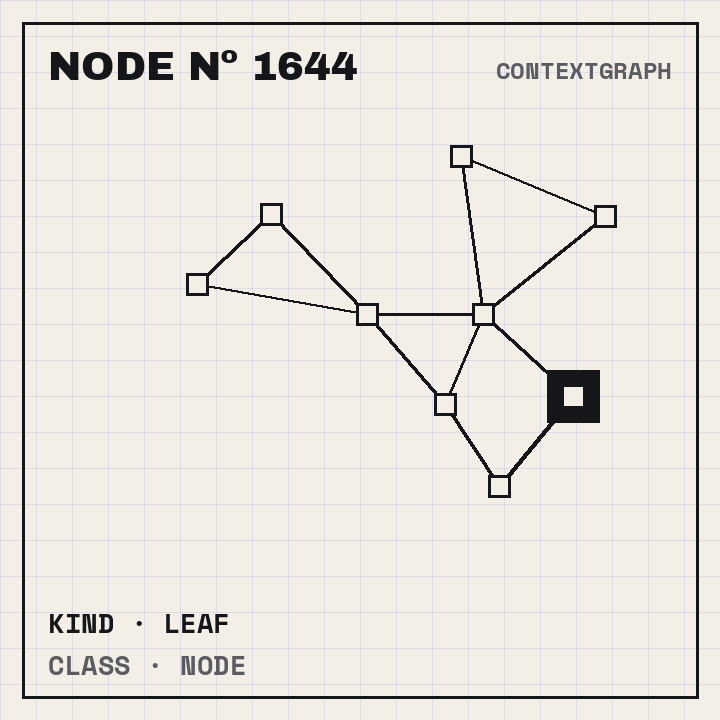 NODE Nº 1644
CONTEXTGRAPH
KIND · LEAF
CLASS · NODE